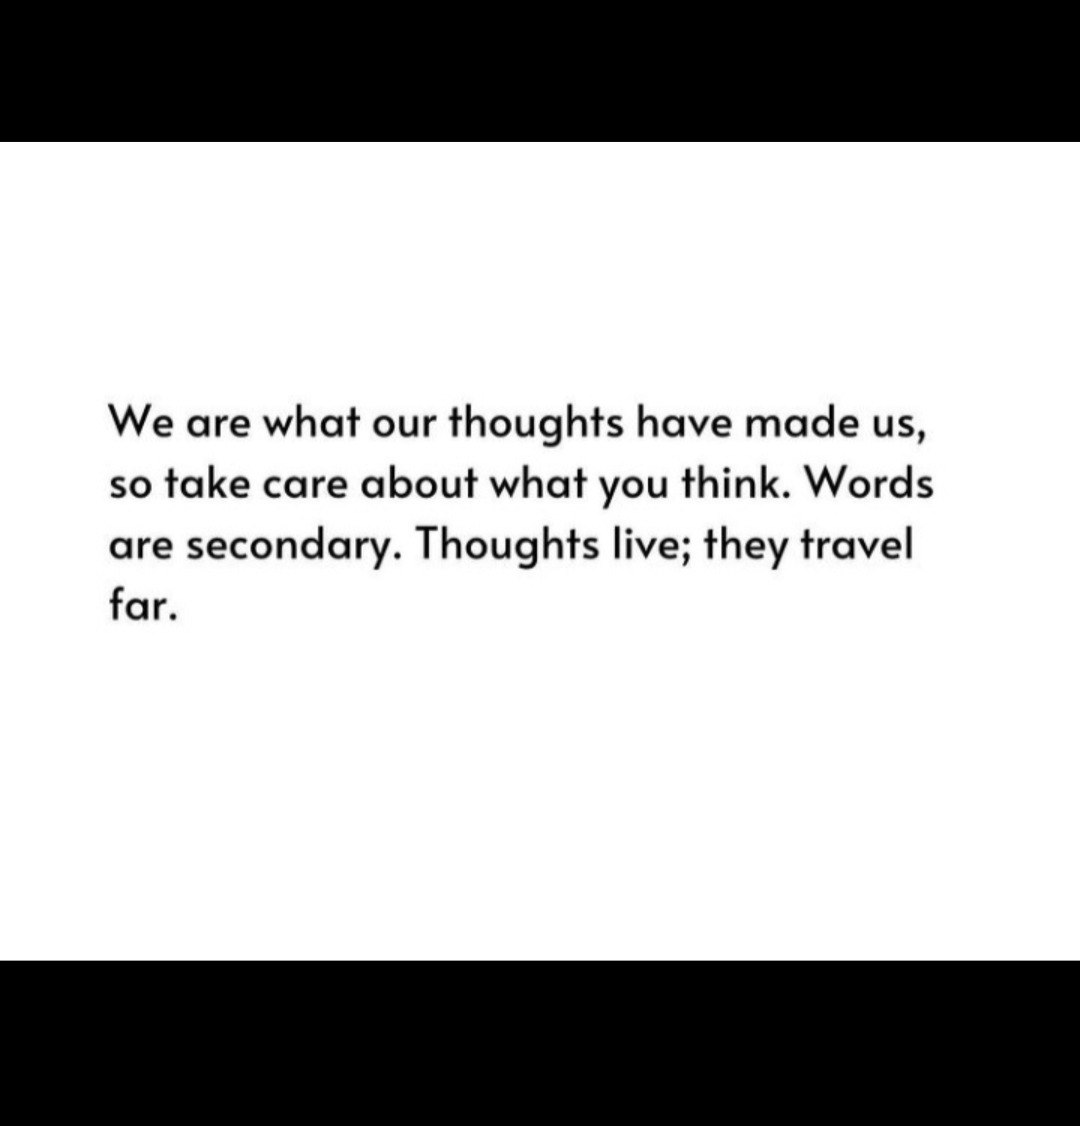 We are what our thoughts have made us,
so take care about what you think. Words
are secondary. Thoughts live; they travel
far.